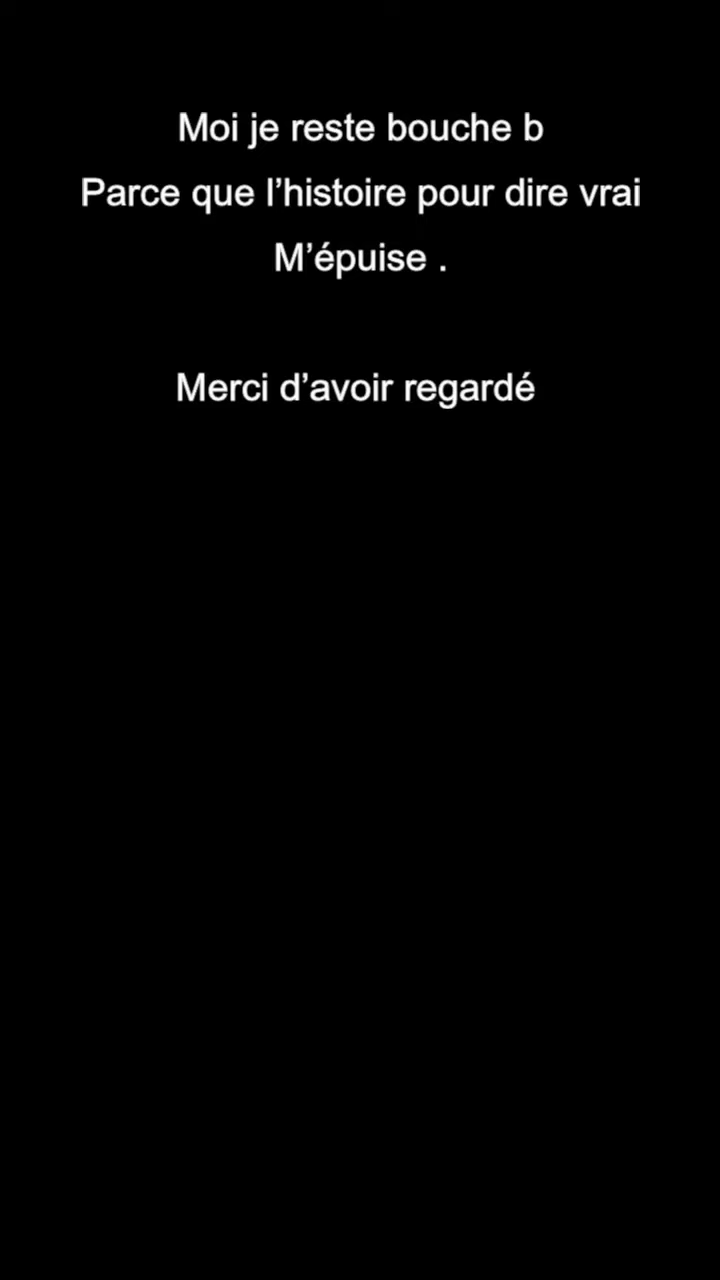 Moi je reste bouche b
Parce que l’histoire pour dire vrai
M’épuise .
Merci d’avoir regardé